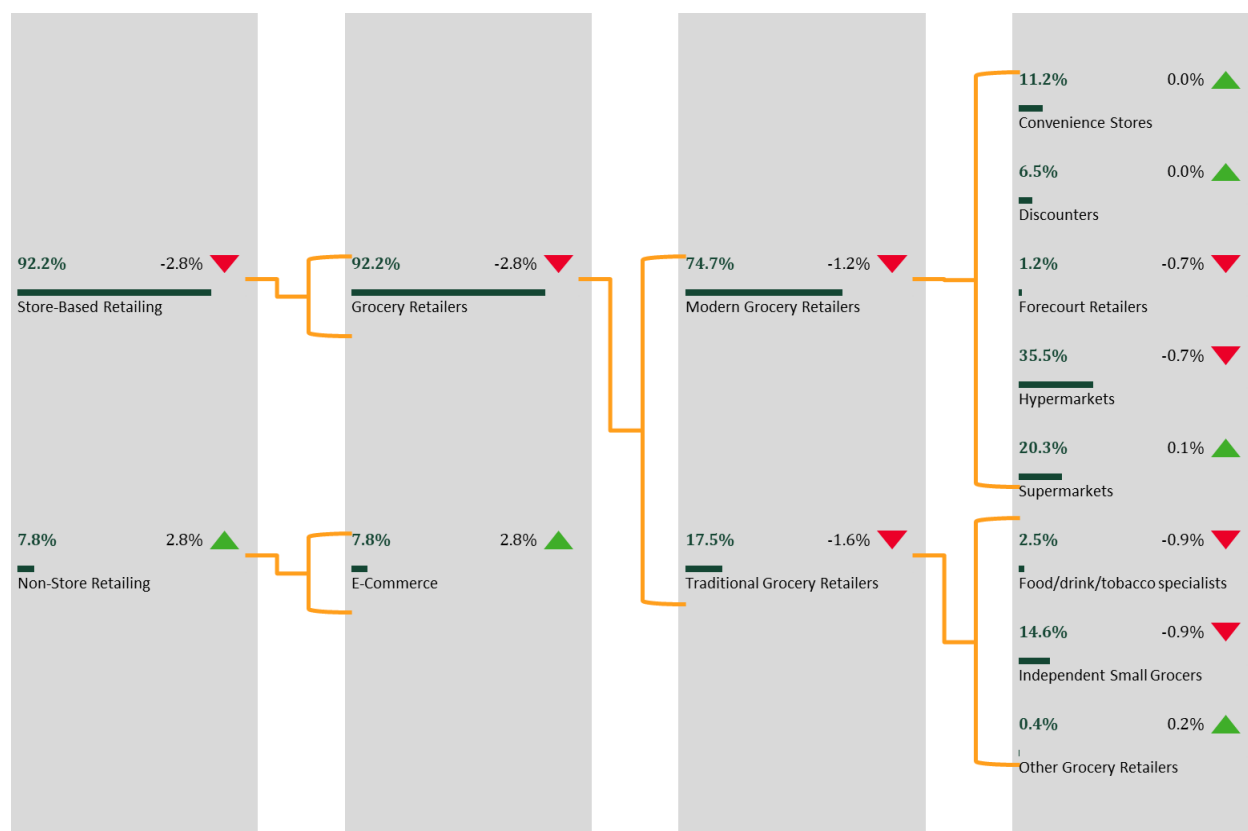 92.2% -2.8%
Store-Based Retailing
7.8% 2.8%
Non-Store Retailing
92.2% -2.8%
Grocery Retailers
7.8% 2.8%
E-Commerce
74.7% -1.2%
Modern Grocery Retailers
17.5% -1.6%
Traditional Grocery Retailers
11.2% 0.0%
Convenience Stores
6.5% 0.0%
Discounters
1.2% -0.7%
Forecourt Retailers
35.5% -0.7%
Hypermarkets
20.3% 0.1%
Supermarkets
2.5% -0.9%
Food/drink/tobacco specialists
14.6% -0.9%
Independent Small Grocers
0.4% 0.2%
Other Grocery Retailers